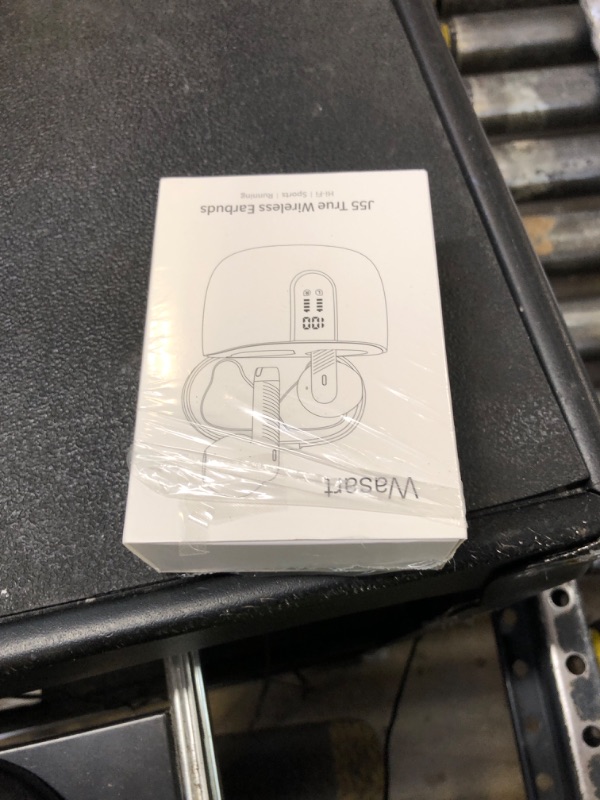 Wasart
100
J55 True Wireless Earbuds
Hi-Fi | Sports | Running